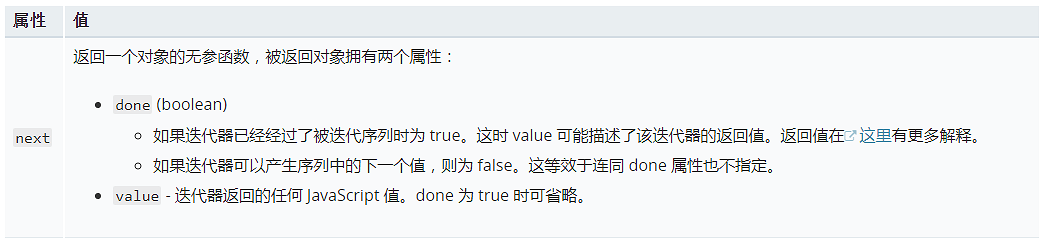 属性 值
返回一个对象的无参函数，被返回对象拥有两个属性：
done (boolean)
如果迭代器已经经过了被迭代序列时为 true。这时 value 可能描述了该迭代器的返回值。返回值在这里有更多解释。
next
如果迭代器可以产生序列中的下一个值，则为 false。这等效于连同 done 属性也不指定。
value - 迭代器返回的任何 JavaScript 值。done 为 true 时可省略。